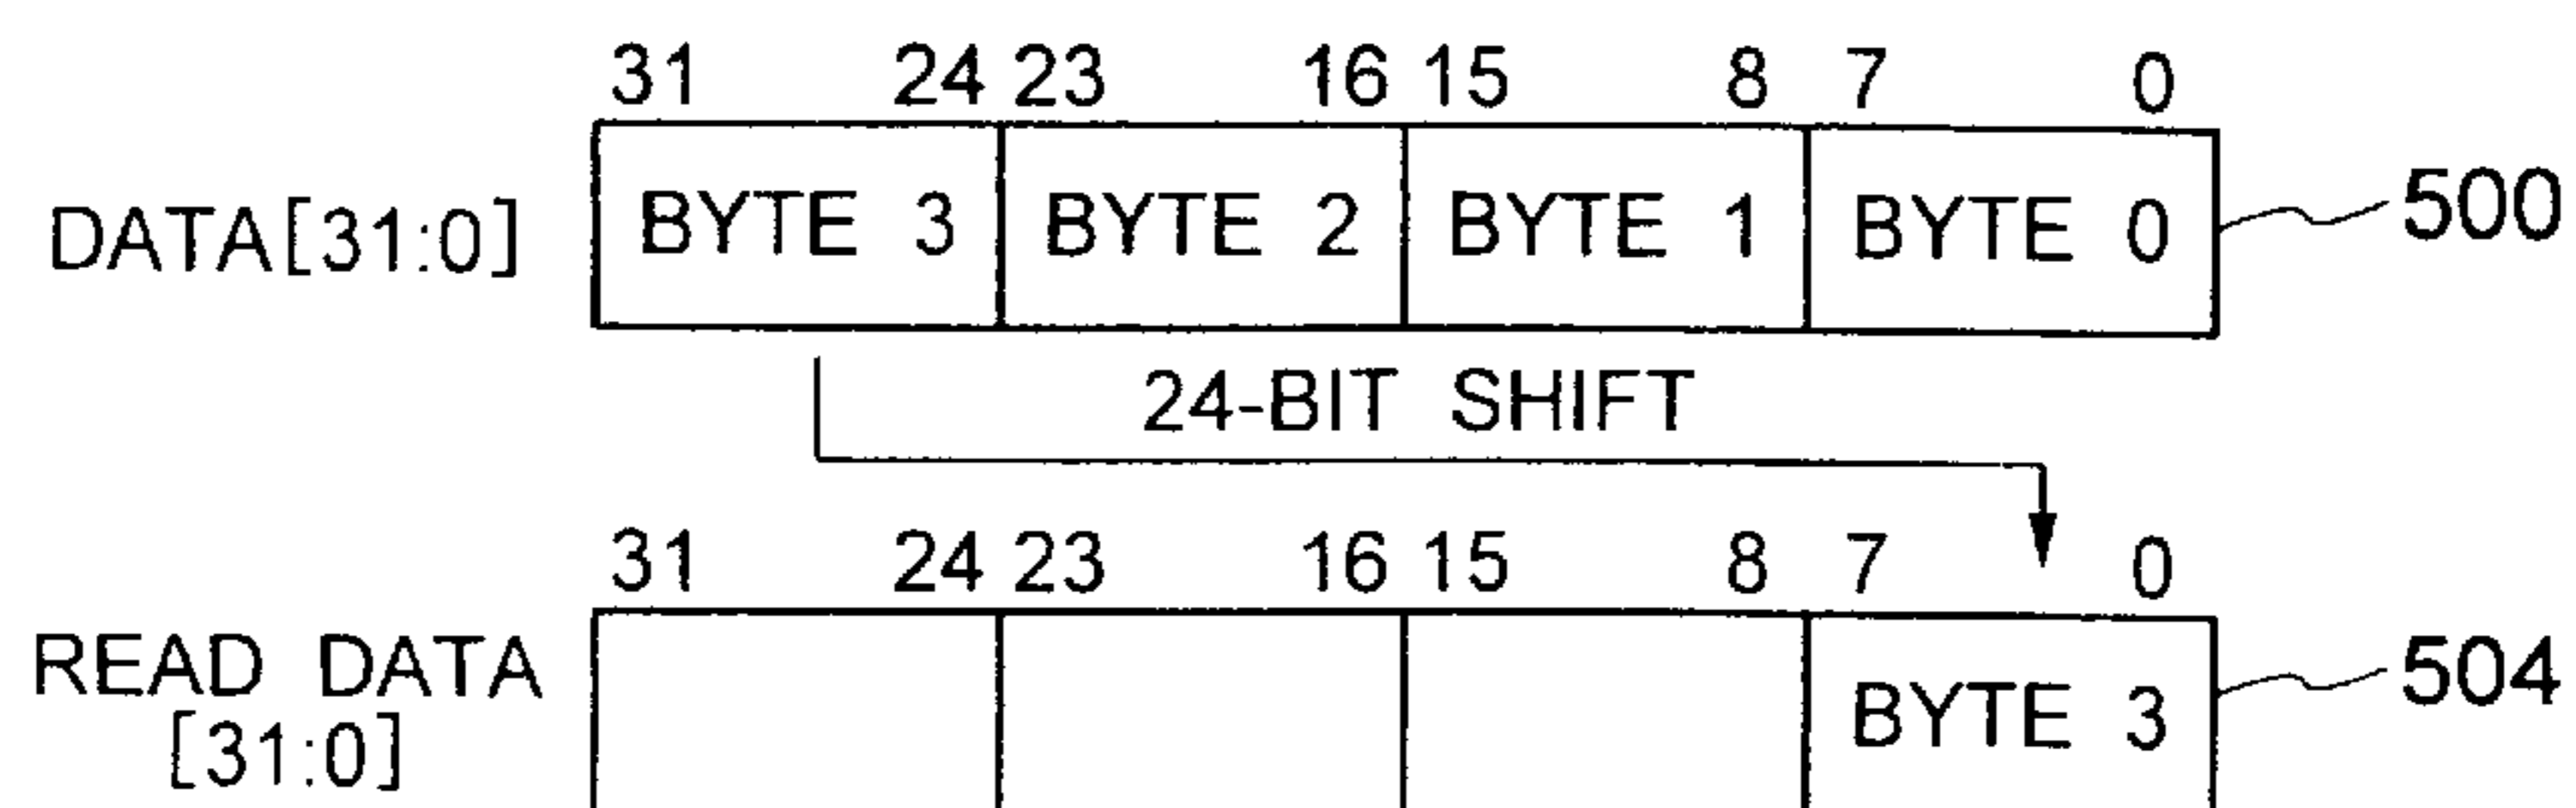 31 24 23 16 15 8 7 0
DATA[31:0] BYTE 3 BYTE 2 BYTE 1 BYTE 0 500
24-BIT SHIFT
31 24 23 16 15 8 7 0
READ DATA BYTE 3 504
[31:0]